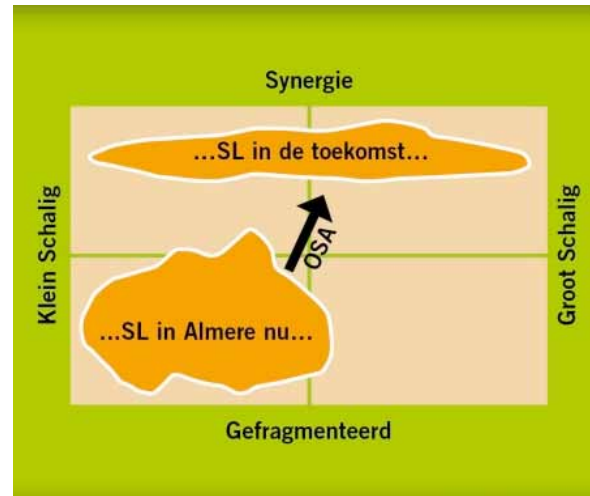 Synergie
...SL in de toekomst...
Klein Schalig
Groot Schalig
OSA
...SL in Almere nu...
Gefragmenteerd